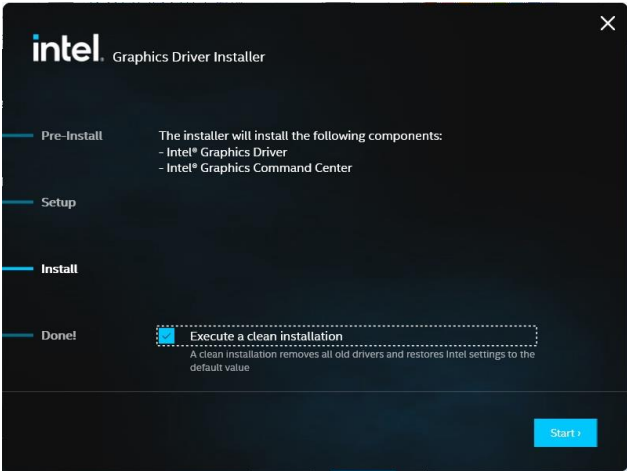 intel. Graphics Driver Installer
Pre-Install
The installer will install the following components:
- Intel® Graphics Driver
- Intel® Graphics Command Center
Setup
Install
Done!
Execute a clean installation
A clean installation removes all old drivers and restores Intel settings to the
default value
Start ›